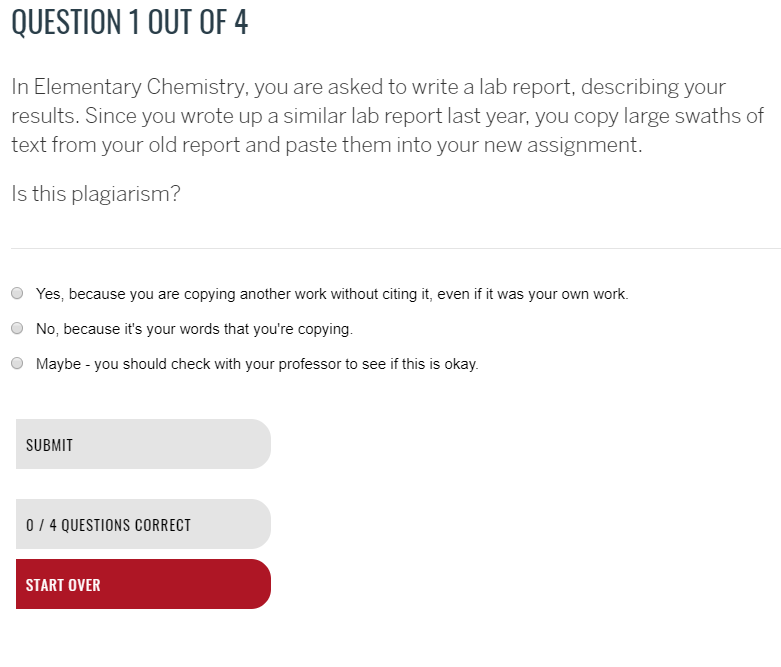 QUESTION 1 OUT OF 4
In Elementary Chemistry, you are asked to write a lab report, describing your
results. Since you wrote up a similar lab report last year, you copy large swaths of
text from your old report and paste them into your new assignment.
Is this plagiarism?
Yes, because you are copying another work without citing it, even if it was your own work.
No, because it's your words that you're copying.
Maybe - you should check with your professor to see if this is okay.
SUBMIT
0 / 4 QUESTIONS CORRECT
START OVER